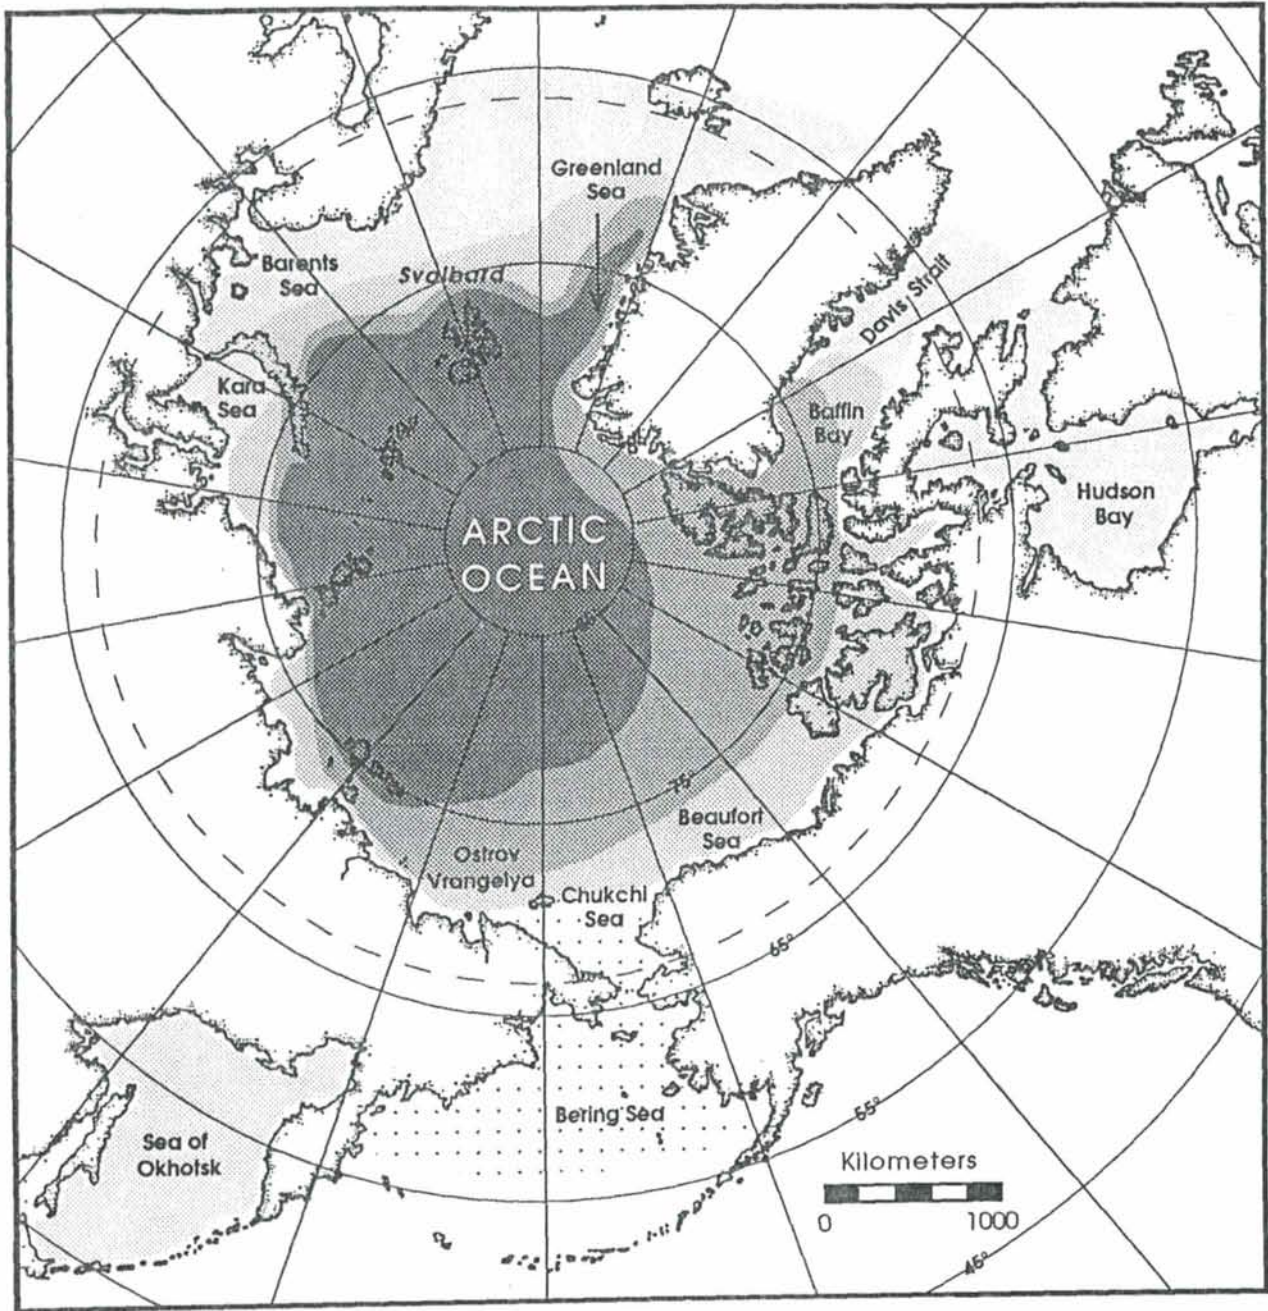 Greenland
Sea
Barents
Sea
Svalbard
Davis Strait
Kara
Sea
Baffin
Bay
Hudson
Bay
ARCTIC
OCEAN
75°
Beaufort
Sea
Ostrov
Vrangelya
Chukchi
Sea
65°
Bering Sea
55°
Sea of
Okhotsk
Kilometers
0 1000
45°